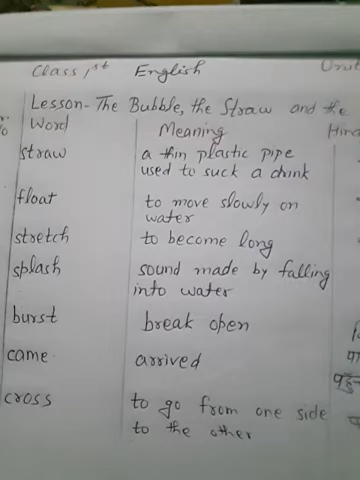 Class 1st English Unit
Lesson - The Bubble, the Straw and the
Word Meaning Hin
straw a thin plastic pipe
used to suck a drink
float to move slowly on
water
stretch to become long
splash sound made by falling
into water
burst break open
came arrived
cross to go from one side
to the other